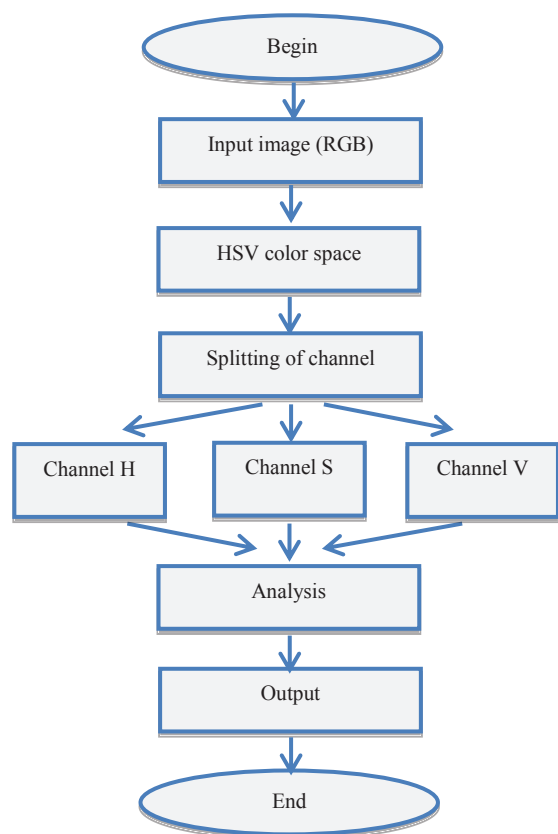 Begin
Input image (RGB)
HSV color space
Splitting of channel
Channel H
Channel S
Channel V
Analysis
Output
End